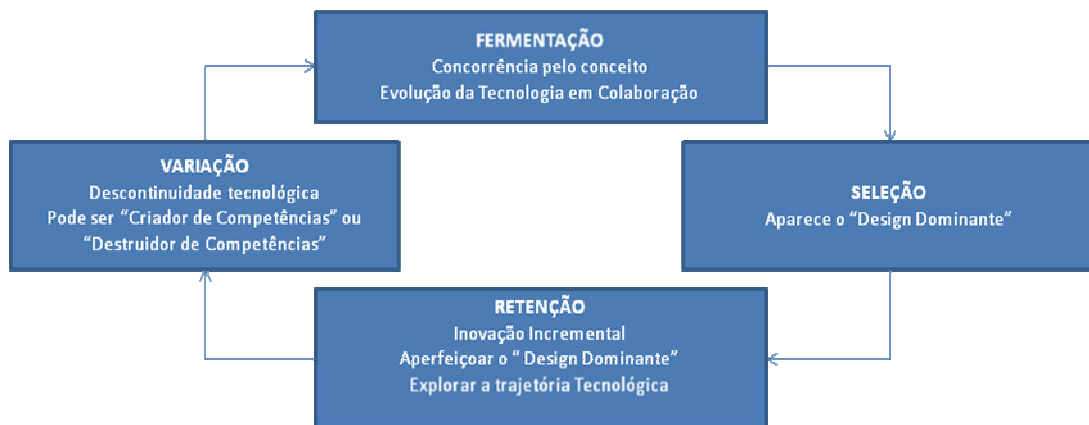 FERMENTAÇÃO
Concorrência pelo conceito
Evolução da Tecnologia em Colaboração
VARIAÇÃO
Descontinuidade tecnológica
Pode ser “Criador de Competências” ou
“Destruidor de Competências”
SELEÇÃO
Aparece o “Design Dominante”
RETENÇÃO
Inovação Incremental
Aperfeiçoar o “ Design Dominante”
Explorar a trajetória Tecnológica